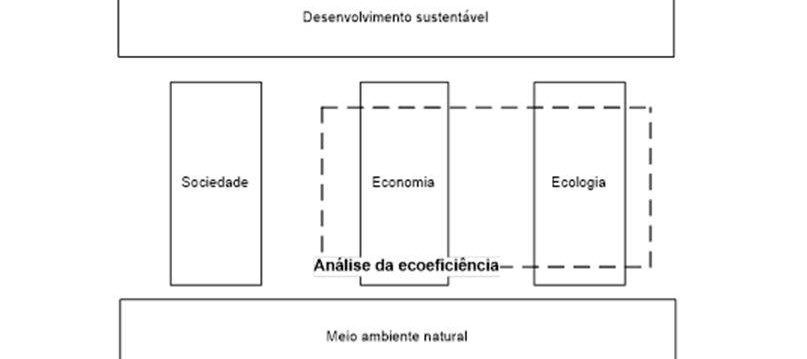 Desenvolvimento sustentável
Sociedade
Economia
Ecologia
Análise da ecoeficiência
Meio ambiente natural